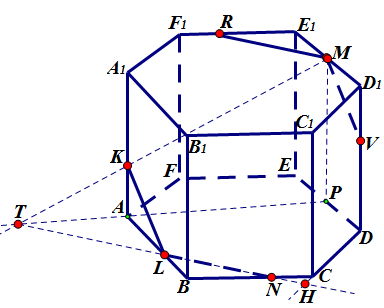 F1 R E1
M
A1 D1
B1 C1 V
K F E
T A P
L D
B N H C